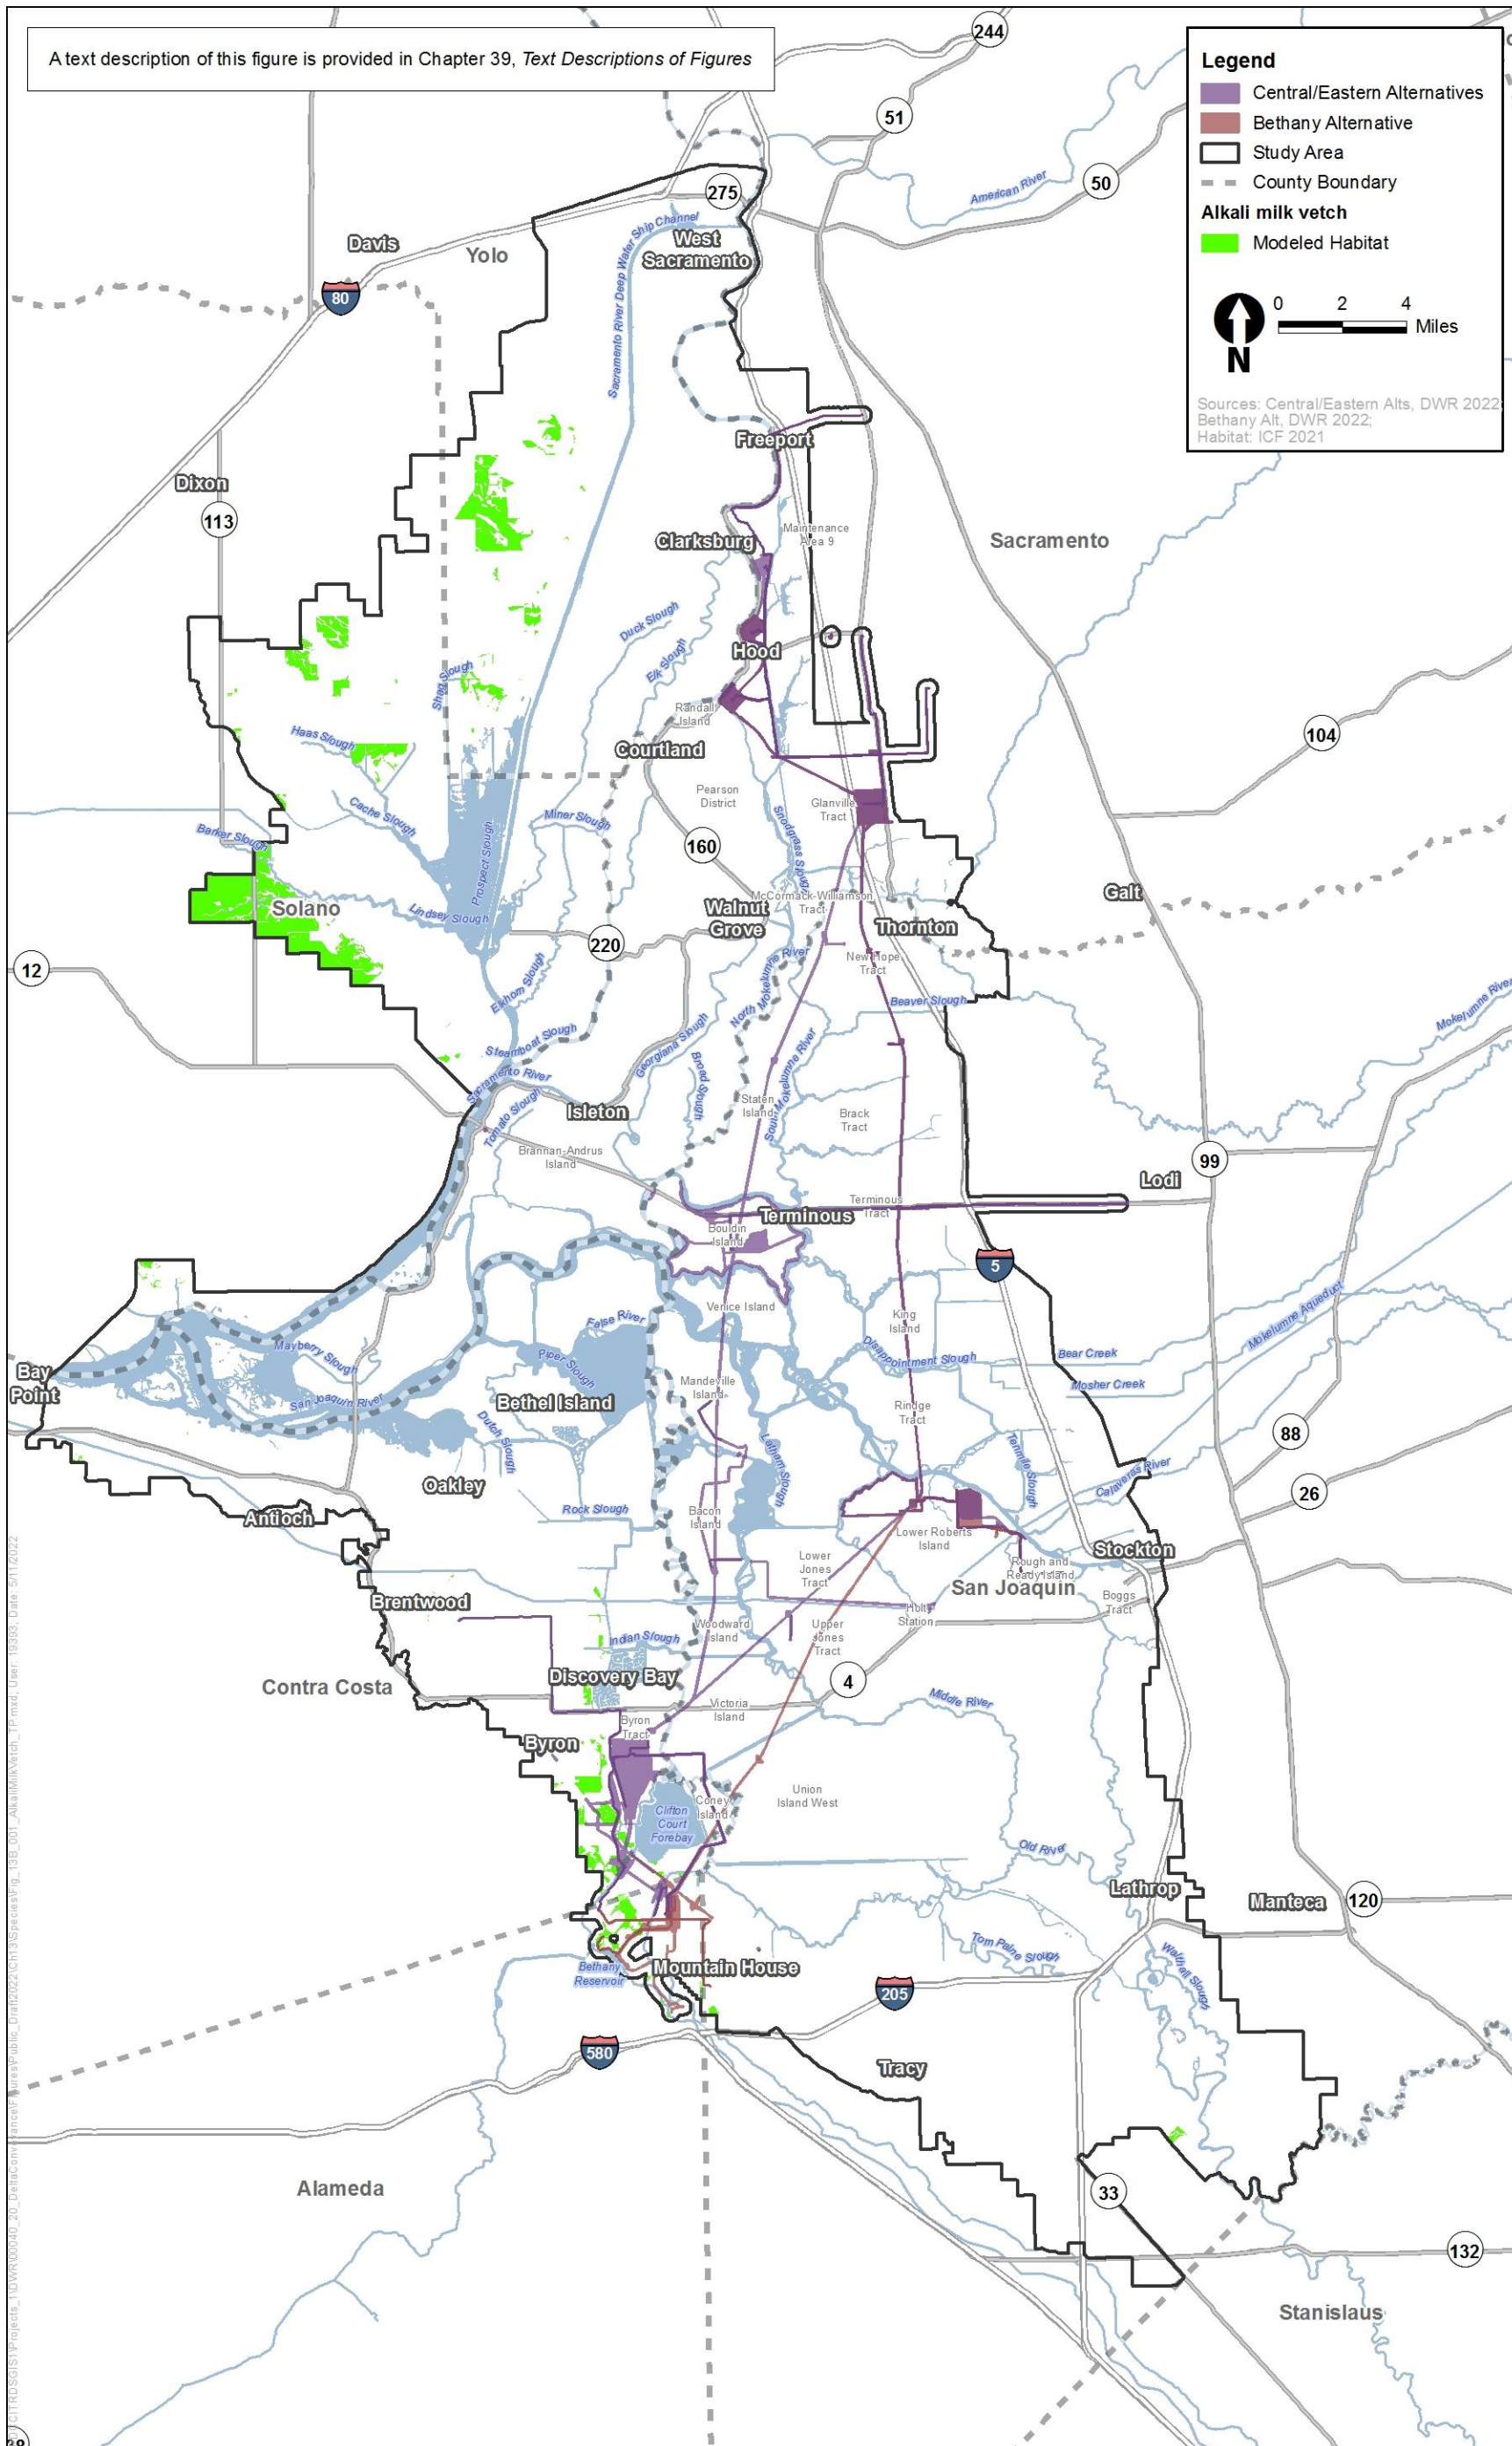 A text description of this figure is provided in Chapter 39, Text Descriptions of Figures
Legend
Central/Eastern Alternatives
Bethany Alternative
Study Area
County Boundary
Alkali milk vetch
Modeled Habitat
0 2 4
Miles
N
Sources: Central/Eastern Alts, DWR 2022;
Bethany Alt, DWR 2022;
Habitat: ICF 2021
244
51
50
American River
275
Sacramento River Deep Water Ship Channel
West
Sacramento
Davis
Yolo
80
Freeport
Dixon
113
Clarksburg
Maintenance
Area 9
Sacramento
Duck Slough
Elk Slough
Hood
Shag Slough
Randall
Island
Haas Slough
Courtland
104
Cache Slough
Pearson
District
Glanville
Tract
Miner Slough
Barker Slough
Prospect Slough
160
Snodgrass Slough
Solano
Lindsey Slough
Walnut
Grove
McCormack-Williamson
Tract
Galt
Thornton
220
12
New Hope
Tract
North Mokelumne River
Elkhorn Slough
Beaver Slough
Mokelumne River
Steamboat Slough
Georgiana Slough
Broad Slough
South Mokelumne River
Sacramento River
Tomato Slough
Isleton
Staten
Island
Brack
Tract
Brannan-Andrus
Island
99
Lodi
Terminous
Terminous
Tract
Bouldin
Island
5
Venice Island
False River
King
Island
Mokelumne Aqueduct
Mayberry Slough
Piper Slough
Disappointment Slough
Bear Creek
Bay
Point
San Joaquin River
Bethel Island
Mandeville
Island
Mosher Creek
Rindge
Tract
88
Dutch Slough
Latham Slough
Tenmile Slough
Calaveras River
Oakley
26
Antioch
Rock Slough
Bacon
Island
Lower Roberts
Island
Stockton
Lower
Jones
Tract
Rough and
Ready Island
San Joaquin
Boggs
Tract
Brentwood
Holt
Station
Woodward
Island
Upper
Jones
Tract
Indian Slough
Discovery Bay
Contra Costa
4
Middle River
Victoria
Island
Byron
Tract
Byron
Union
Island West
Coney
Island
Clifton
Court
Forebay
Old River
Lathrop
Manteca
120
Tom Paine Slough
Walthall Slough
Bethany
Reservoir
Mountain House
205
580
Tracy
Alameda
33
132
Stanislaus